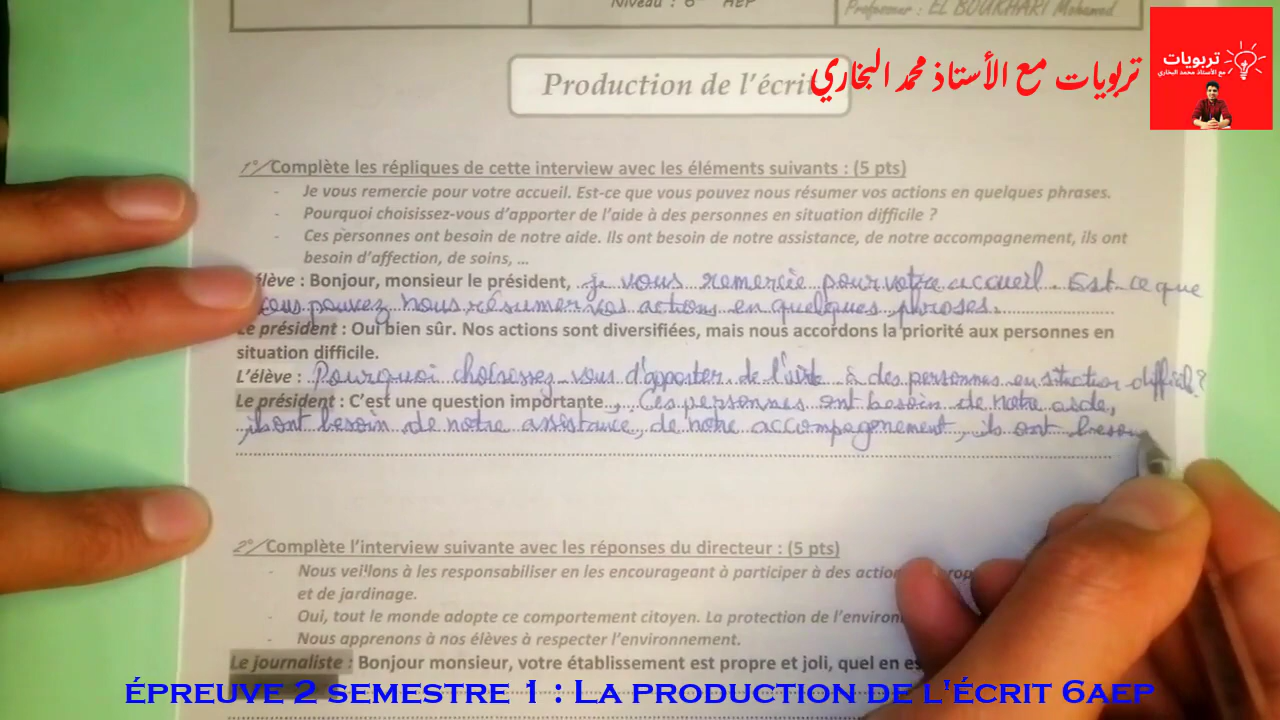 Niveau : 6 AEP
Professeur : EL BOUKHARI Mohamed
Production de l'écrit
تربويات مع الأستاذ محمد البخاري
تربويات
مع الأستاذ محمد البخاري
1°/Complète les répliques de cette interview avec les éléments suivants : (5 pts)
- Je vous remercie pour votre accueil. Est-ce que vous pouvez nous résumer vos actions en quelques phrases.
- Pourquoi choisissez-vous d'apporter de l'aide à des personnes en situation difficile ?
- Ces personnes ont besoin de notre aide. Ils ont besoin de notre assistance, de notre accompagnement, ils ont
besoin d'affection, de soins, ...
élève : Bonjour, monsieur le président, je vous remercie pour votre accueil. Est-ce que
vous pouvez nous résumer vos actions en quelques phrases.
Le président : Oui bien sûr. Nos actions sont diversifiées, mais nous accordons la priorité aux personnes en
situation difficile.
L'élève : Pourquoi choisissez-vous d'apporter de l'aide à des personnes en situation difficile ?
Le président : C'est une question importante, Ces personnes ont besoin de notre aide,
, ils ont besoin de notre assistance, de notre accompagnement, ils ont besoin
2°/Complète l'interview suivante avec les réponses du directeur : (5 pts)
- Nous veillons à les responsabiliser en les encourageant à participer à des action
et de jardinage.
- Oui, tout le monde adopte ce comportement citoyen. La protection de l'environ
- Nous apprenons à nos élèves à respecter l'environnement.
Le journaliste : Bonjour monsieur, votre établissement est propre et joli, quel en es
épreuve 2 semestre 1 : La production de l'écrit 6aep